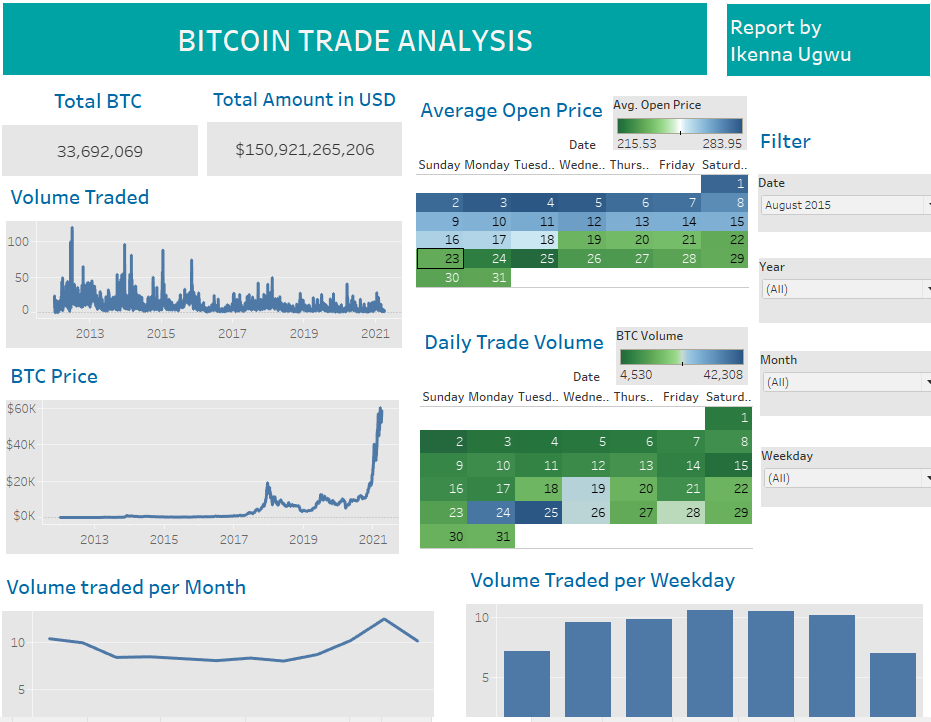 BITCOIN TRADE ANALYSIS
Report by
Ikenna Ugwu
Total BTC
33,692,069
Total Amount in USD
$150,921,265,206
Volume Traded
100
50
0
2013 2015 2017 2019 2021
BTC Price
$60K
$40K
$20K
$0K
2013 2015 2017 2019 2021
Average Open Price
Avg. Open Price
215.53 283.95
Date
Sunday Monday Tuesd.. Wedne.. Thurs.. Friday Saturd..
1
2 3 4 5 6 7 8
9 10 11 12 13 14 15
16 17 18 19 20 21 22
23 24 25 26 27 28 29
30 31
Daily Trade Volume
BTC Volume
4,530 42,308
Date
Sunday Monday Tuesd.. Wedne.. Thurs.. Friday Saturd..
1
2 3 4 5 6 7 8
9 10 11 12 13 14 15
16 17 18 19 20 21 22
23 24 25 26 27 28 29
30 31
Filter
Date
August 2015
Year
(All)
Month
(All)
Weekday
(All)
Volume traded per Month
10
5
Volume Traded per Weekday
10
5